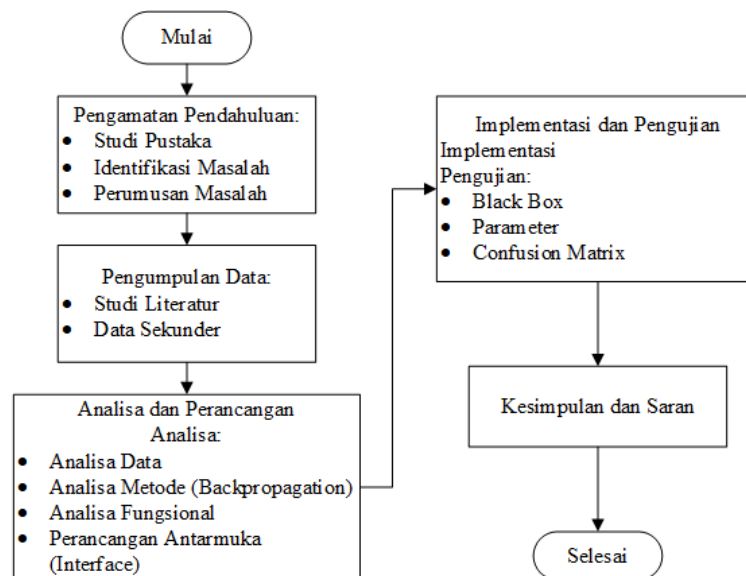 Mulai
Pengamatan Pendahuluan:
• Studi Pustaka
• Identifikasi Masalah
• Perumusan Masalah
Pengumpulan Data:
• Studi Literatur
• Data Sekunder
Analisa dan Perancangan
Analisa:
• Analisa Data
• Analisa Metode (Backpropagation)
• Analisa Fungsional
• Perancangan Antarmuka
(Interface)
Implementasi dan Pengujian
Implementasi
Pengujian:
• Black Box
• Parameter
• Confusion Matrix
Kesimpulan dan Saran
Selesai